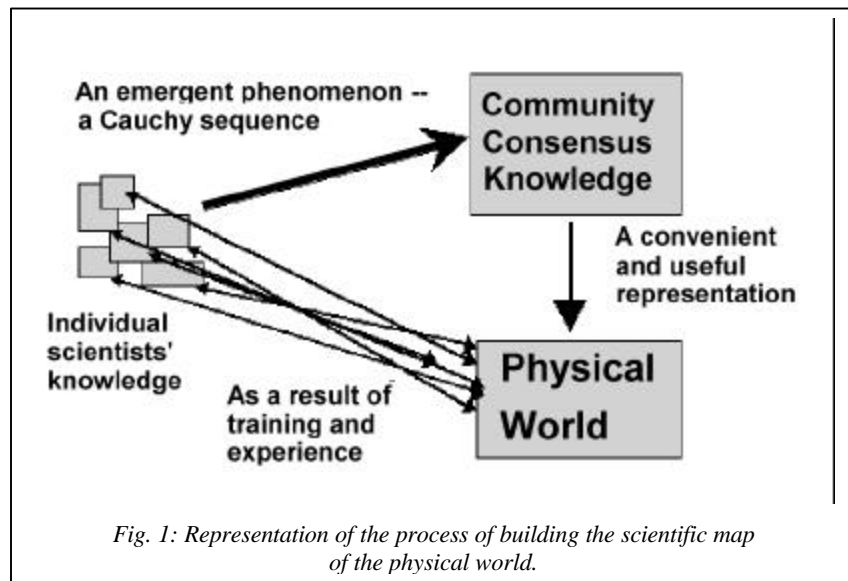 An emergent phenomenon --
a Cauchy sequence
Community
Consensus
Knowledge
A convenient
and useful
representation
Individual
scientists'
knowledge
As a result of
training and
experience
Physical
World
Fig. 1: Representation of the process of building the scientific map
of the physical world.